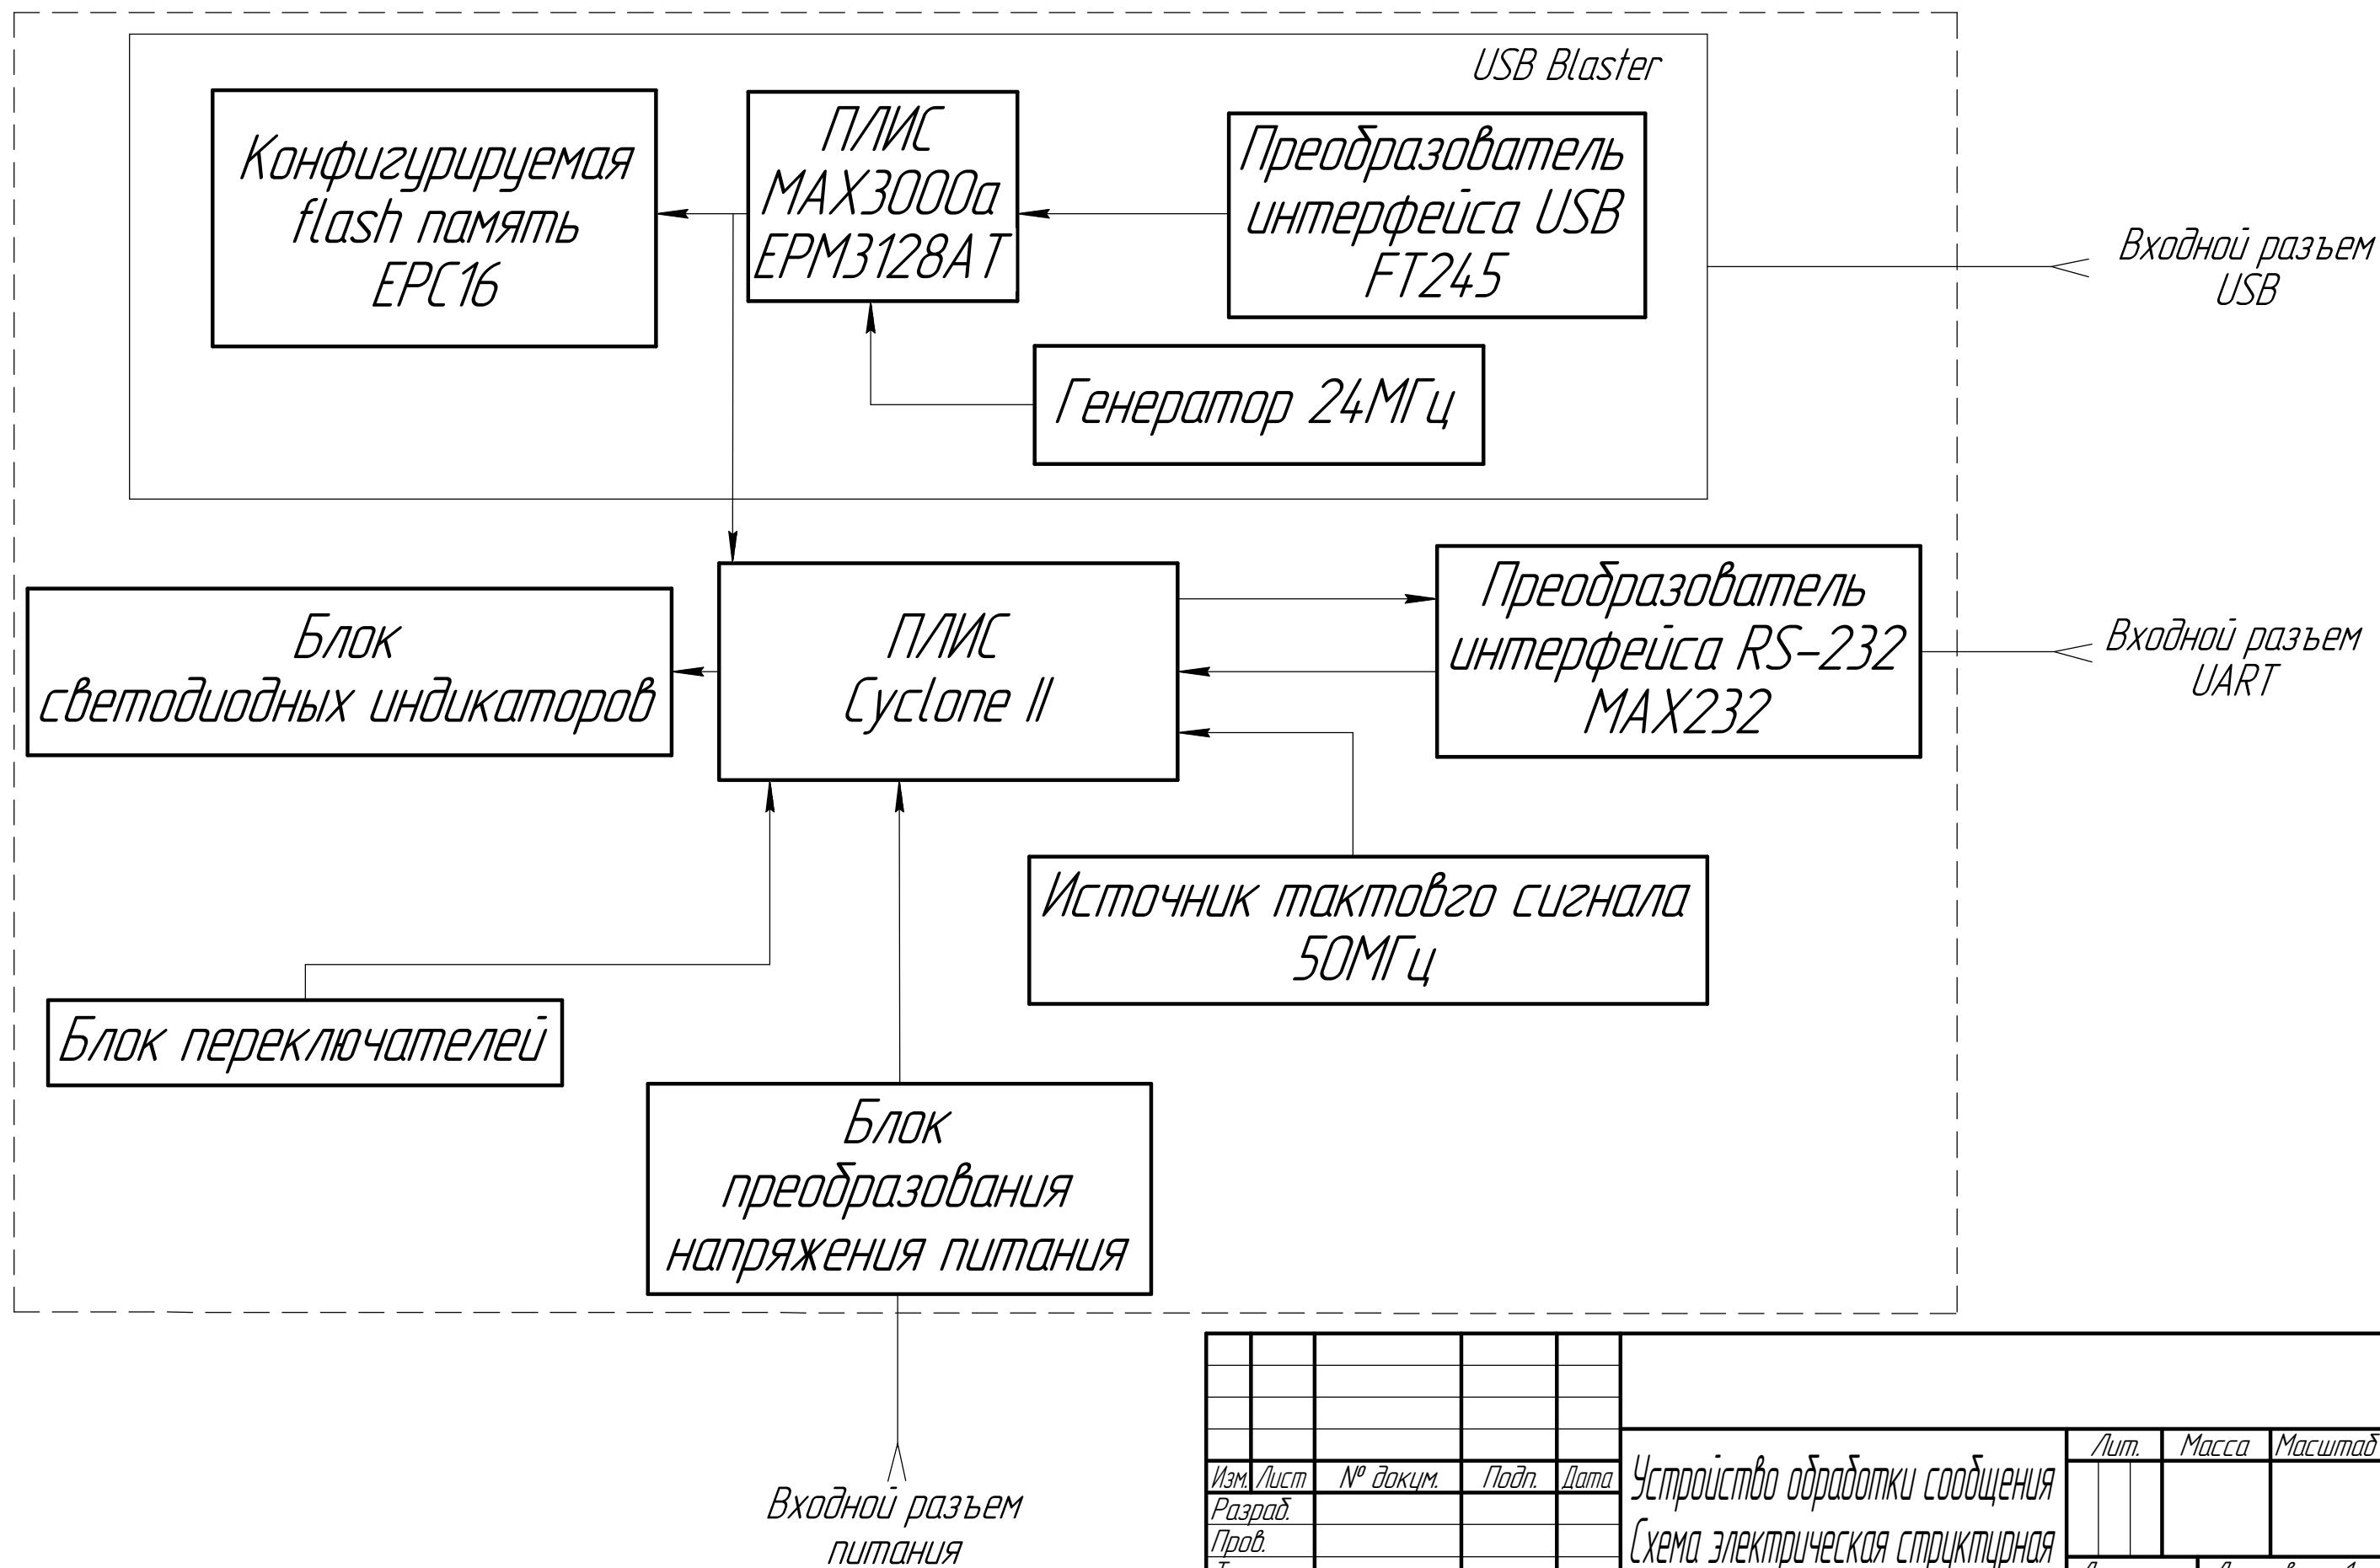 USB Blaster
Конфигурируемая
flash память
EPC16
ПЛИС
MAX3000a
EPM3128AT
Преобразователь
интерфейса USB
FT245
Генератор 24МГц
Входной разъем
USB
Блок
светодиодных индикаторов
ПЛИС
Cyclone II
Преобразователь
интерфейса RS-232
MAX232
Входной разъем
UART
Источник тактовго сигнала
50МГц
Блок переключателей
Блок
преобразования
напряжения питания
Входной разъем
питания
Изм. Лист № докум. Подп. Дата
Разраб.
Пров.
Устройство обработки сообщения
Схема электрическая структурная
Лит. Масса Масштаб